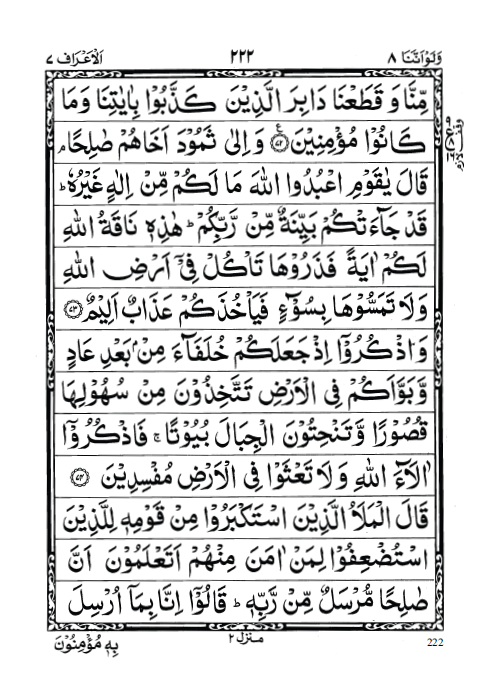 وَلَوْاَنَّنَا ٨
٢٢٢
اَلْاَعْرَاف ٧
مِّنَّا وَ قَطَعْنَا دَابِرَ الَّذِيْنَ كَذَّبُوْا بِاٰيٰتِنَا وَمَا
كَانُوْا مُؤْمِنِيْنَ ۞ وَ اِلٰى ثَمُوْدَ اَخَاهُمْ صٰلِحًا ۘ
قَالَ يٰقَوْمِ اعْبُدُوا اللّٰهَ مَا لَكُمْ مِّنْ اِلٰهٍ غَيْرُهٗ ؕ
قَدْ جَآءَتْكُمْ بَيِّنَةٌ مِّنْ رَّبِّكُمْ ؕ هٰذِهٖ نَاقَةُ اللّٰهِ
لَكُمْ اٰيَةً فَذَرُوْهَا تَاْكُلْ فِيْۤ اَرْضِ اللّٰهِ
وَلَا تَمَسُّوْهَا بِسُوْٓءٍ فَيَاْخُذَكُمْ عَذَابٌ اَلِيْمٌ ۞
وَاذْكُرُوْۤا اِذْجَعَلَكُمْ خُلَفَآءَ مِنْۢ بَعْدِ عَادٍ
وَّبَوَّاَكُمْ فِي الْاَرْضِ تَتَّخِذُوْنَ مِنْ سُهُوْلِهَا
قُصُوْرًا وَّتَنْحِتُوْنَ الْجِبَالَ بُيُوْتًا ۚ فَاذْكُرُوْۤا
اٰلَآءَ اللّٰهِ وَ لَا تَعْثَوْا فِي الْاَرْضِ مُفْسِدِيْنَ ۞
قَالَ الْمَلَاُ الَّذِيْنَ اسْتَكْبَرُوْا مِنْ قَوْمِهٖ لِلَّذِيْنَ
اسْتُضْعِفُوْا لِمَنْ اٰمَنَ مِنْهُمْ اَتَعْلَمُوْنَ اَنَّ
صٰلِحًا مُّرْسَلٌ مِّنْ رَّبِّهٖ ؕ قَالُوْۤا اِنَّا بِمَاۤ اُرْسِلَ
بِهٖ مُؤْمِنُوْنَ
منزل ٢
222